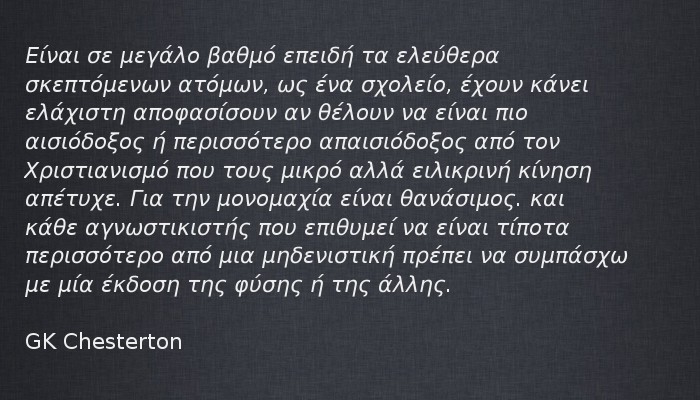 Είναι σε μεγάλο βαθμό επειδή τα ελεύθερα
σκεπτόμενων ατόμων, ως ένα σχολείο, έχουν κάνει
ελάχιστη αποφασίσουν αν θέλουν να είναι πιο
αισιόδοξος ή περισσότερο απαισιόδοξος από τον
Χριστιανισμό που τους μικρό αλλά ειλικρινή κίνηση
απέτυχε. Για την μονομαχία είναι θανάσιμος. και
κάθε αγνωστικιστής που επιθυμεί να είναι τίποτα
περισσότερο από μια μηδενιστική πρέπει να συμπάσχω
με μία έκδοση της φύσης ή της άλλης.
GK Chesterton